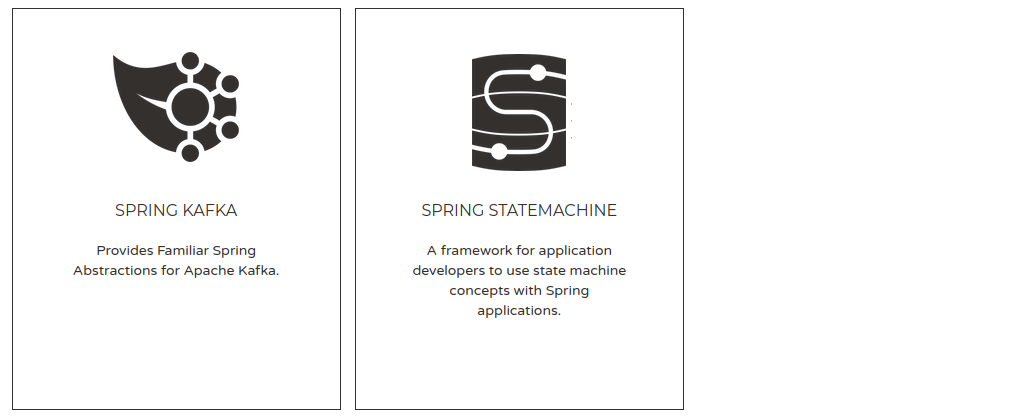 SPRING KAFKA
Provides Familiar Spring
Abstractions for Apache Kafka.
SPRING STATEMACHINE
A framework for application
developers to use state machine
concepts with Spring
applications.